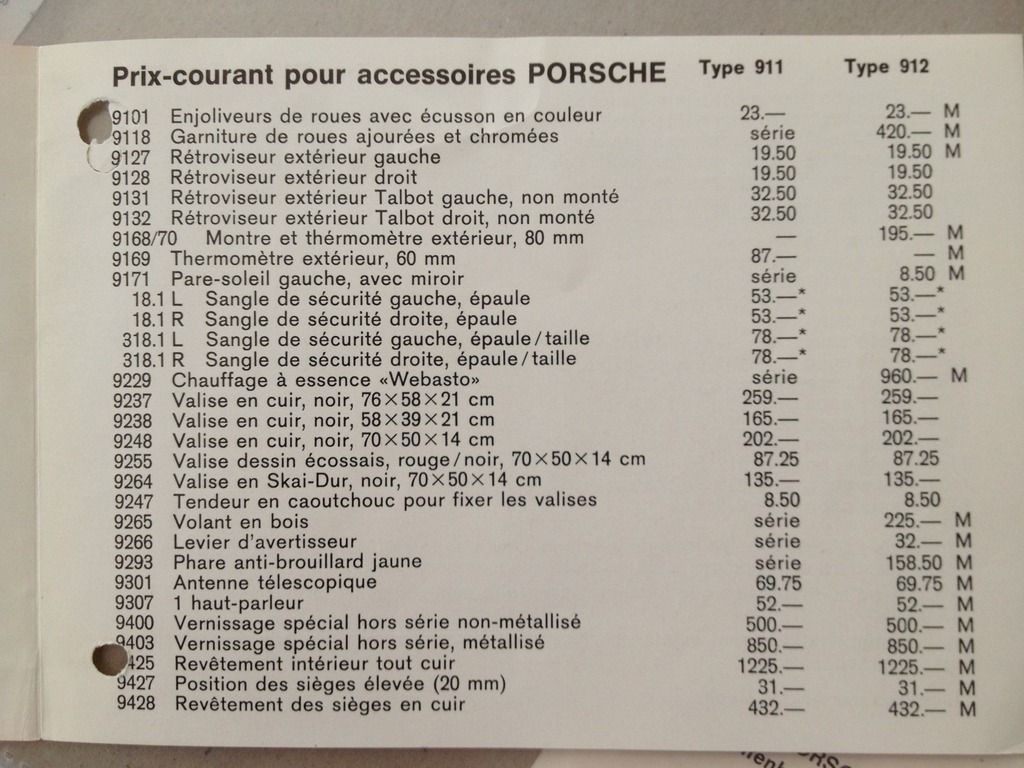 Prix-courant pour accessoires PORSCHE Type 911 Type 912
9101 Enjoliveurs de roues avec écusson en couleur 23.— 23.— M
9118 Garniture de roues ajourées et chromées série 420.— M
9127 Rétroviseur extérieur gauche 19.50 19.50 M
9128 Rétroviseur extérieur droit 19.50 19.50
9131 Rétroviseur extérieur Talbot gauche, non monté 32.50 32.50
9132 Rétroviseur extérieur Talbot droit, non monté 32.50 32.50
9168/70 Montre et thérmomètre extérieur, 80 mm — 195.— M
9169 Thermomètre extérieur, 60 mm 87.— — M
9171 Pare-soleil gauche, avec miroir série 8.50 M
18.1 L Sangle de sécurité gauche, épaule 53.—* 53.—*
18.1 R Sangle de sécurité droite, épaule 53.—* 53.—*
318.1 L Sangle de sécurité gauche, épaule/taille 78.—* 78.—*
318.1 R Sangle de sécurité droite, épaule/taille 78.—* 78.—*
9229 Chauffage à essence «Webasto» série 960.— M
9237 Valise en cuir, noir, 76×58×21 cm 259.— 259.—
9238 Valise en cuir, noir, 58×39×21 cm 165.— 165.—
9248 Valise en cuir, noir, 70×50×14 cm 202.— 202.—
9255 Valise dessin écossais, rouge/noir, 70×50×14 cm 87.25 87.25
9264 Valise en Skai-Dur, noir, 70×50×14 cm 135.— 135.—
9247 Tendeur en caoutchouc pour fixer les valises 8.50 8.50
9265 Volant en bois série 225.— M
9266 Levier d'avertisseur série 32.— M
9293 Phare anti-brouillard jaune série 158.50 M
9301 Antenne télescopique 69.75 69.75 M
9307 1 haut-parleur 52.— 52.— M
9400 Vernissage spécial hors série non-métallisé 500.— 500.— M
9403 Vernissage spécial hors série, métallisé 850.— 850.— M
425 Revêtement intérieur tout cuir 1225.— 1225.— M
9427 Position des sièges élevée (20 mm) 31.— 31.— M
9428 Revêtement des sièges en cuir 432.— 432.— M